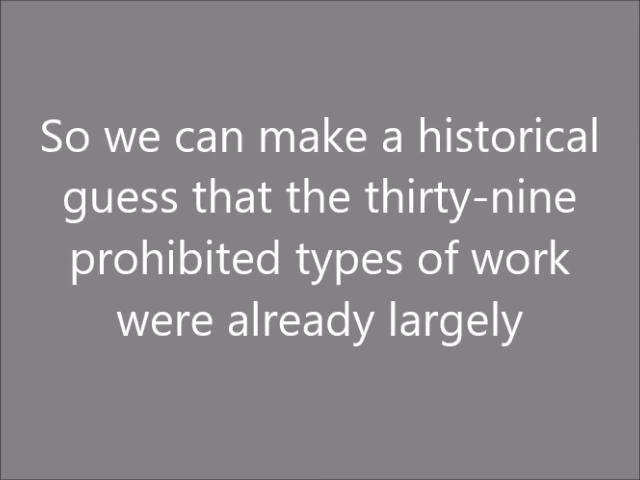 So we can make a historical
guess that the thirty-nine
prohibited types of work
were already largely